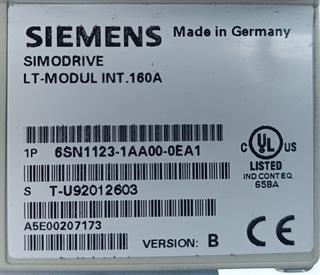 SIEMENS Made in Germany
SIMODRIVE
LT-MODUL INT.160A
1P 6SN1123-1AA00-0EA1
S T-U92012603
A5E00207173
VERSION: B
C UL US
LISTED
IND CONT EQ.
65BA